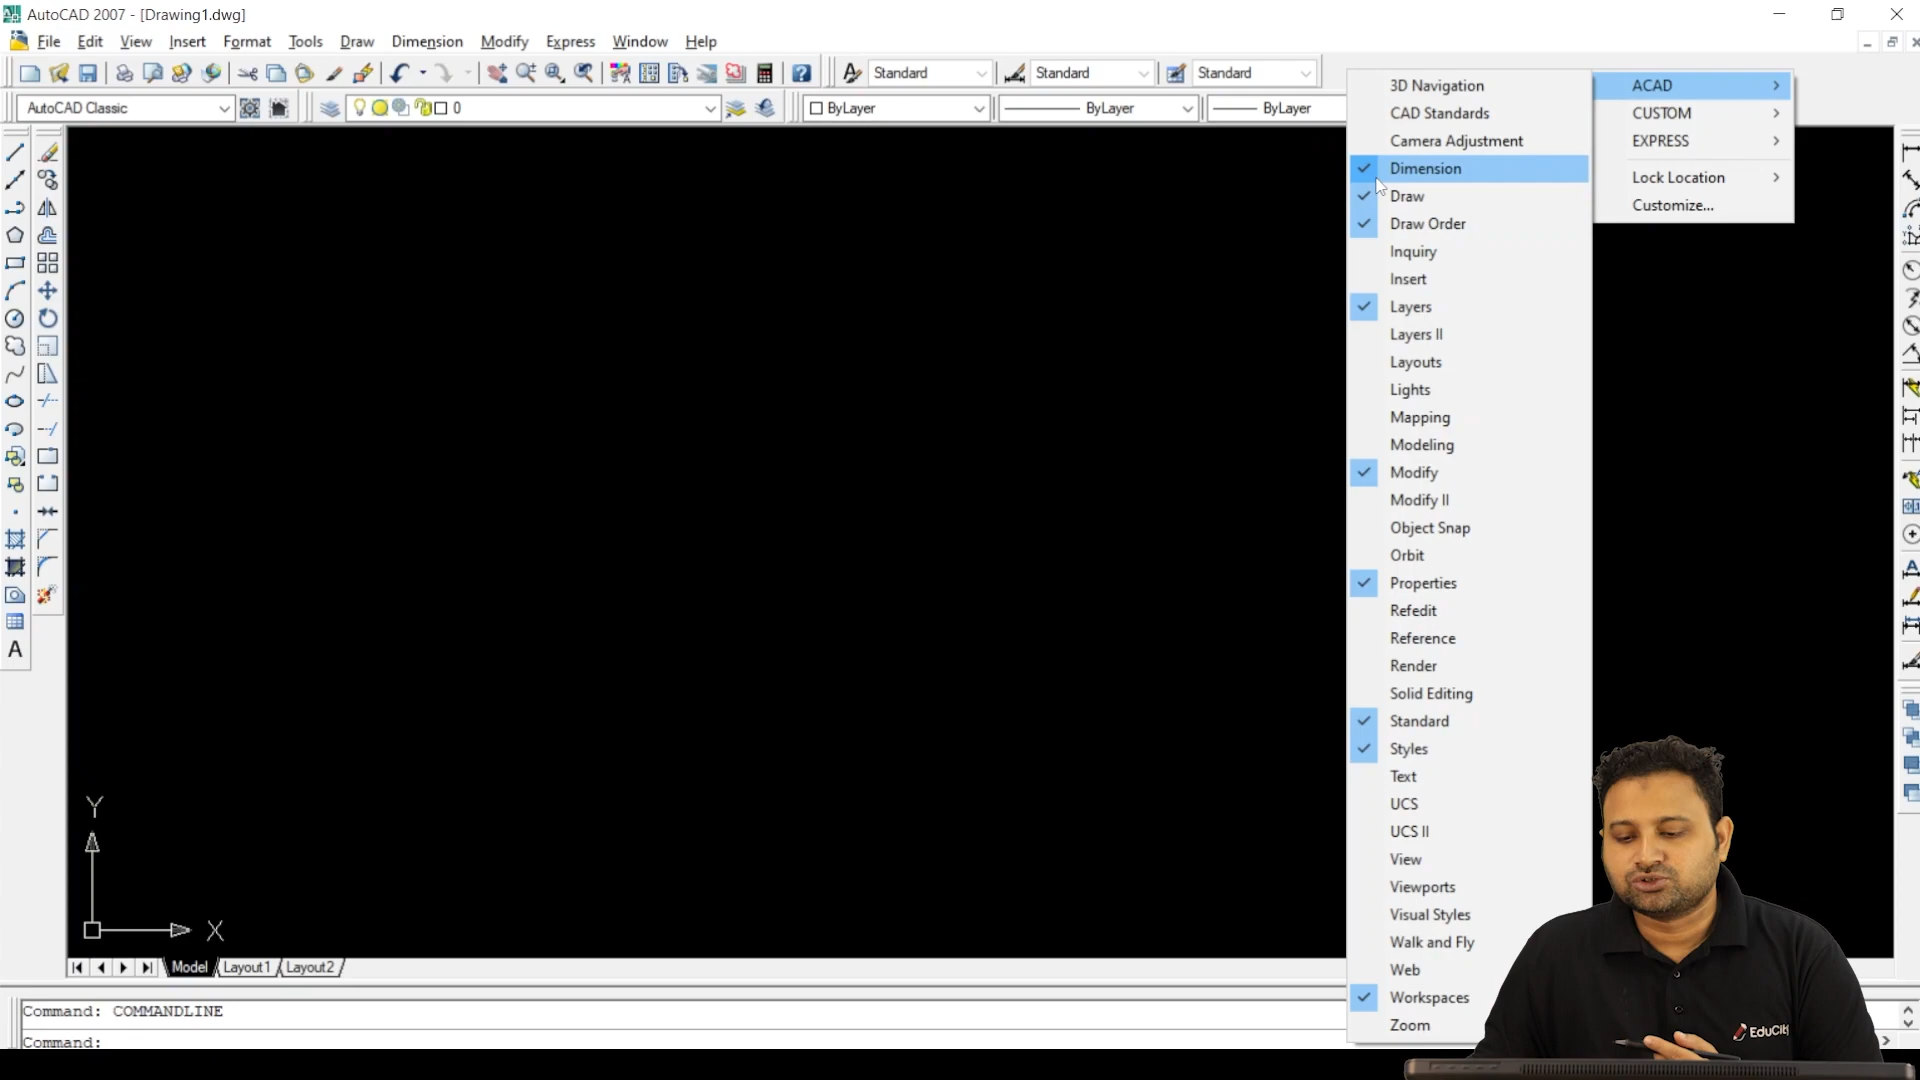 AutoCAD 2007 - [Drawing1.dwg]
File Edit View Insert Format Tools Draw Dimension Modify Express Window Help
Standard Standard Standard
AutoCAD Classic 0 ByLayer ByLayer ByLayer
3D Navigation
CAD Standards
Camera Adjustment
Dimension
Draw
Draw Order
Inquiry
Insert
Layers
Layers II
Layouts
Lights
Mapping
Modeling
Modify
Modify II
Object Snap
Orbit
Properties
Refedit
Reference
Render
Solid Editing
Standard
Styles
Text
UCS
UCS II
View
Viewports
Visual Styles
Walk and Fly
Web
Workspaces
Zoom
ACAD
CUSTOM
EXPRESS
Lock Location
Customize...
A
Y
X
Model Layout1 Layout2
Command: COMMANDLINE
Command: